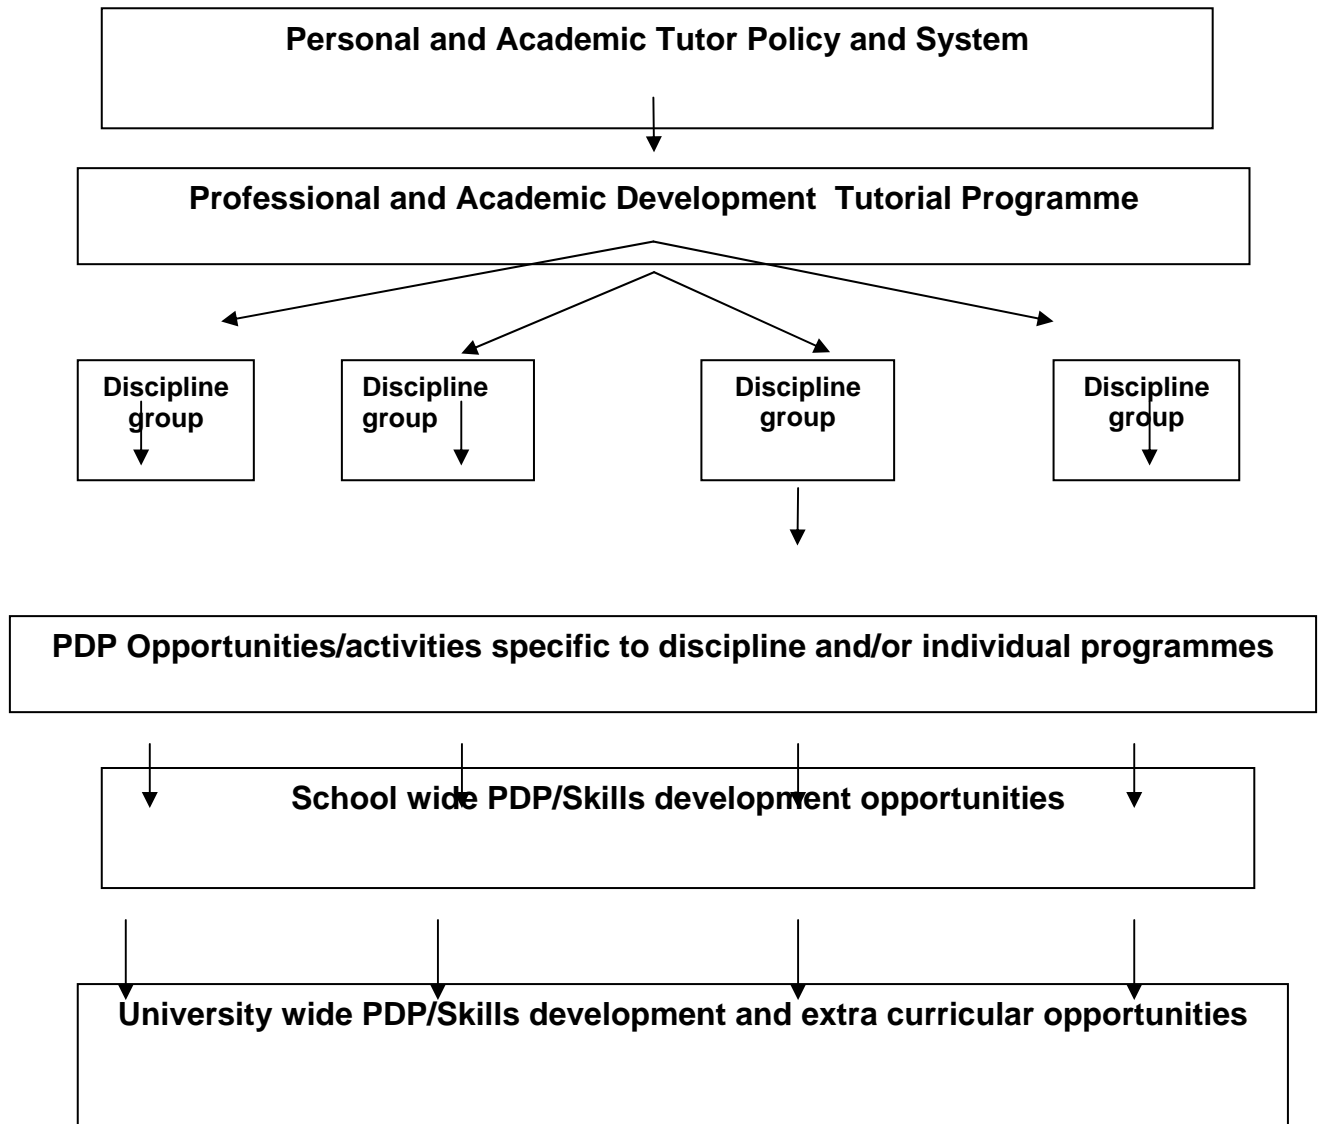 Personal and Academic Tutor Policy and System
Professional and Academic Development  Tutorial Programme
Discipline
group
Discipline
group
Discipline
group
Discipline
group
PDP Opportunities/activities specific to discipline and/or individual programmes
School wide PDP/Skills development opportunities
University wide PDP/Skills development and extra curricular opportunities